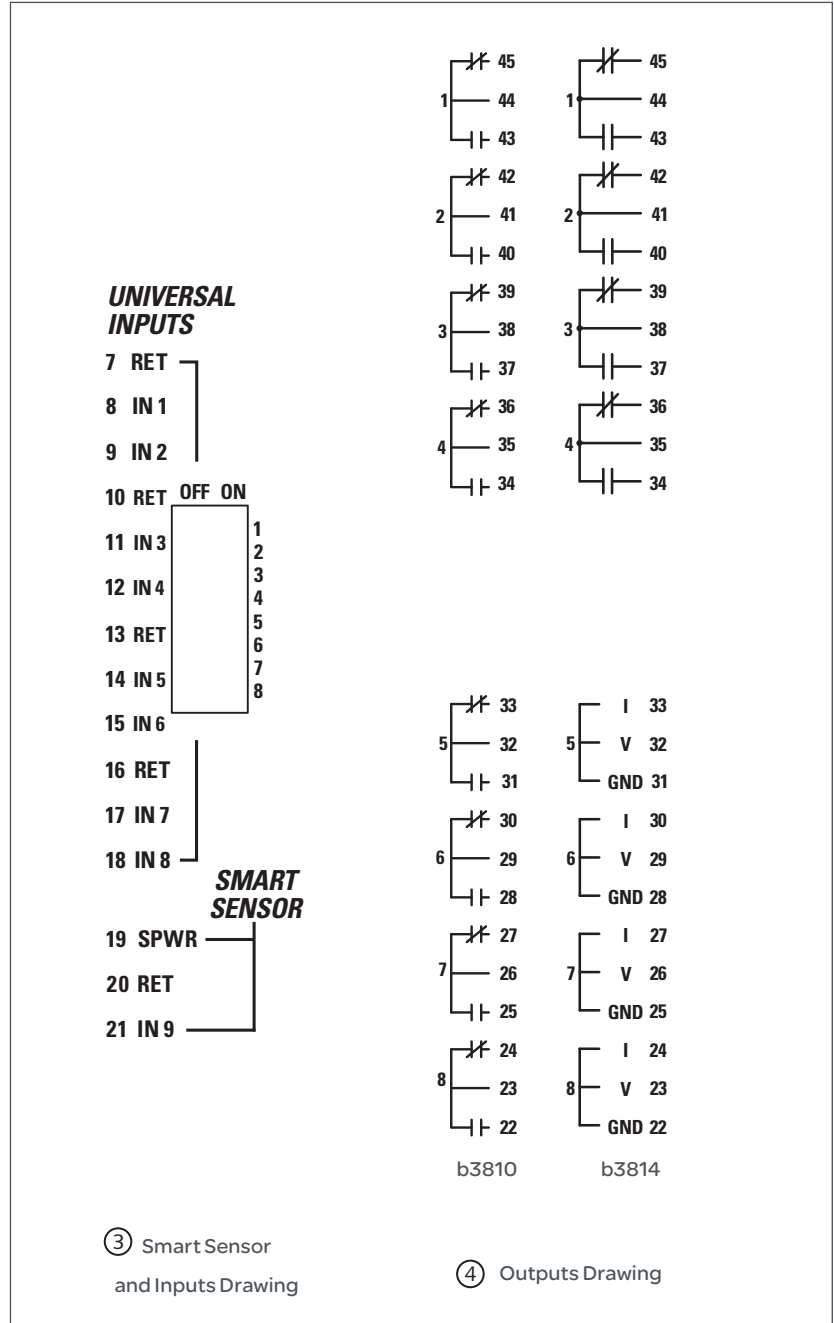 UNIVERSAL
INPUTS
7 RET
8 IN 1
9 IN 2
10 RET
11 IN 3
12 IN 4
13 RET
14 IN 5
15 IN 6
16 RET
17 IN 7
18 IN 8
OFF ON
1
2
3
4
5
6
7
8
SMART
SENSOR
19 SPWR
20 RET
21 IN 9
3 Smart Sensor
and Inputs Drawing
45
1 44
43
42
2 41
40
39
3 38
37
36
4 35
34
33
5 32
31
30
6 29
28
27
7 26
25
24
8 23
22
b3810
45
1 44
43
42
2 41
40
39
3 38
37
36
4 35
34
I 33
5 V 32
GND 31
I 30
6 V 29
GND 28
I 27
7 V 26
GND 25
I 24
8 V 23
GND 22
b3814
4 Outputs Drawing